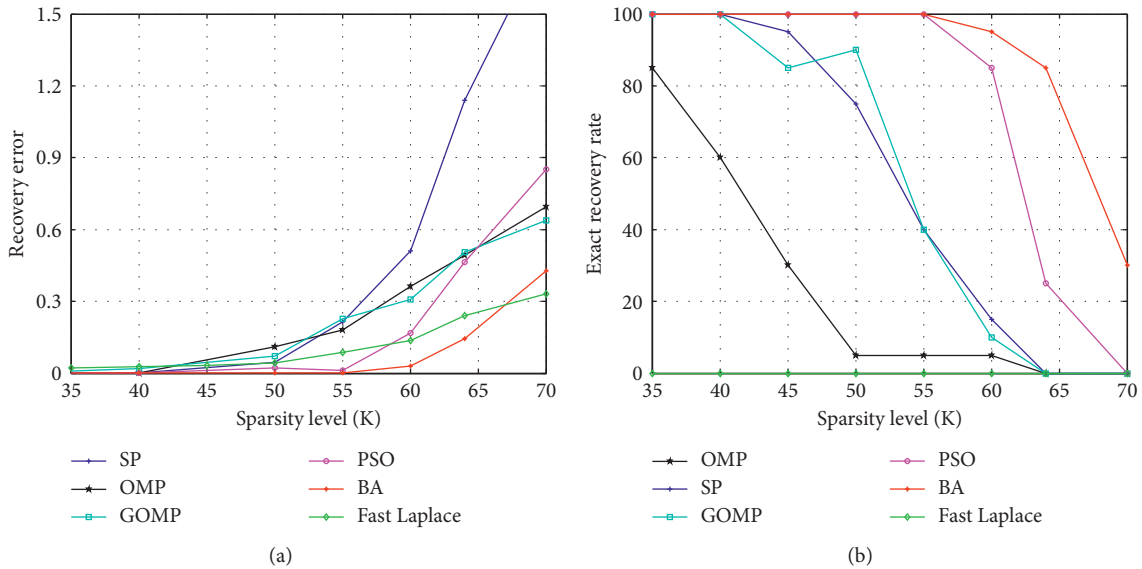 1.5
1.2
0.9
0.6
0.3
0
Recovery error
35 40 45 50 55 60 65 70
Sparsity level (K)
SP
OMP
GOMP
PSO
BA
Fast Laplace
(a)
100
80
60
40
20
0
Exact recovery rate
35 40 45 50 55 60 65 70
Sparsity level (K)
OMP
SP
GOMP
PSO
BA
Fast Laplace
(b)